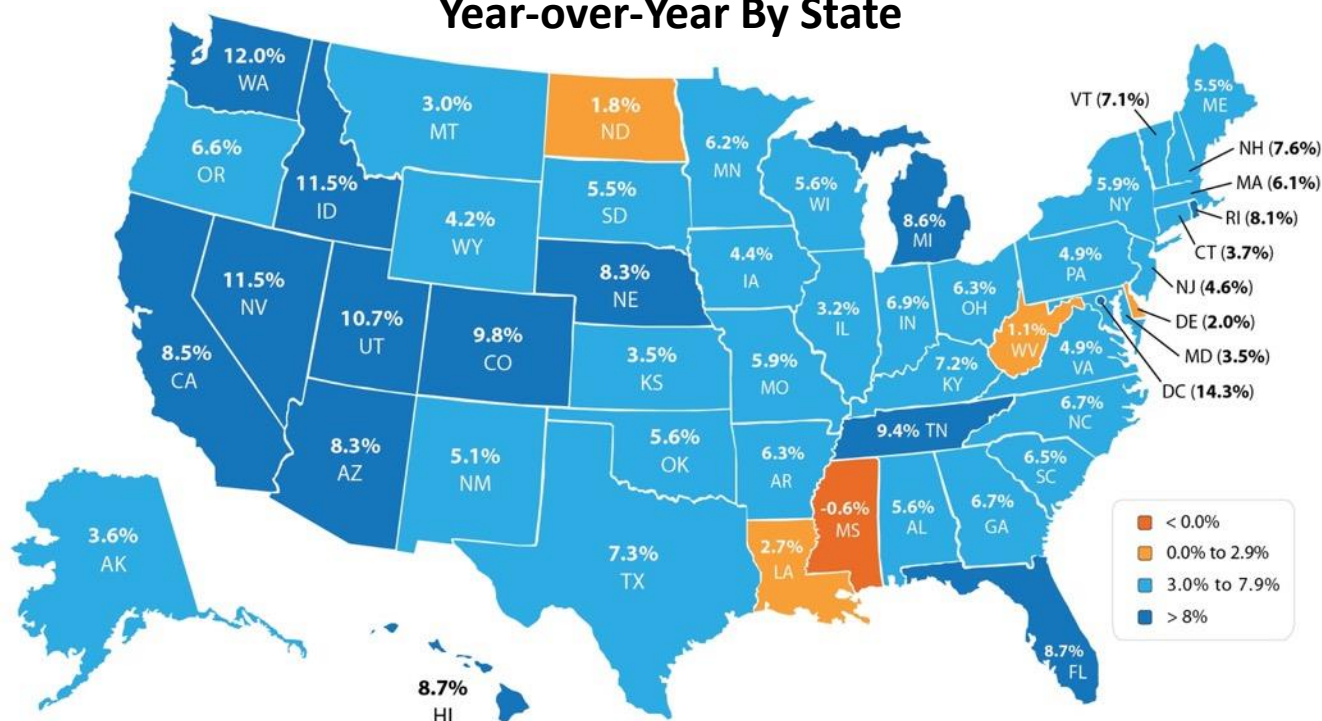 Year-over-Year By State
12.0%
WA
3.0%
MT
1.8%
ND
6.2%
MN
VT (7.1%)
5.5%
ME
6.6%
OR
11.5%
ID
5.5%
SD
5.6%
WI
8.6%
MI
5.9%
NY
NH (7.6%)
MA (6.1%)
RI (8.1%)
CT (3.7%)
NJ (4.6%)
DE (2.0%)
MD (3.5%)
DC (14.3%)
4.2%
WY
11.5%
NV
8.3%
NE
4.4%
IA
4.9%
PA
8.5%
CA
10.7%
UT
9.8%
CO
3.5%
KS
5.9%
MO
3.2%
IL
6.9%
IN
6.3%
OH
1.1%
WV
4.9%
VA
7.2%
KY
6.7%
NC
8.3%
AZ
5.1%
NM
5.6%
OK
6.3%
AR
9.4% TN
6.5%
SC
3.6%
AK
7.3%
TX
2.7%
LA
-0.6%
MS
5.6%
AL
6.7%
GA
8.7%
FL
8.7%
HI
< 0.0%
0.0% to 2.9%
3.0% to 7.9%
> 8%